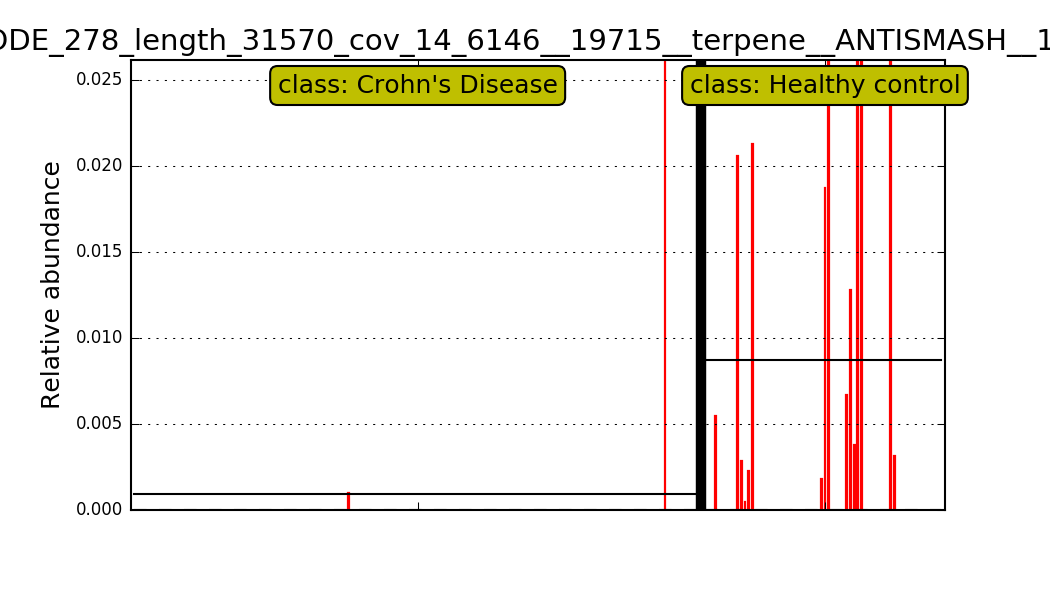 ODE_278_length_31570_cov_14_6146__19715__terpene__ANTISMASH__1
class: Crohn's Disease
class: Healthy control
Relative abundance
0.025
0.020
0.015
0.010
0.005
0.000